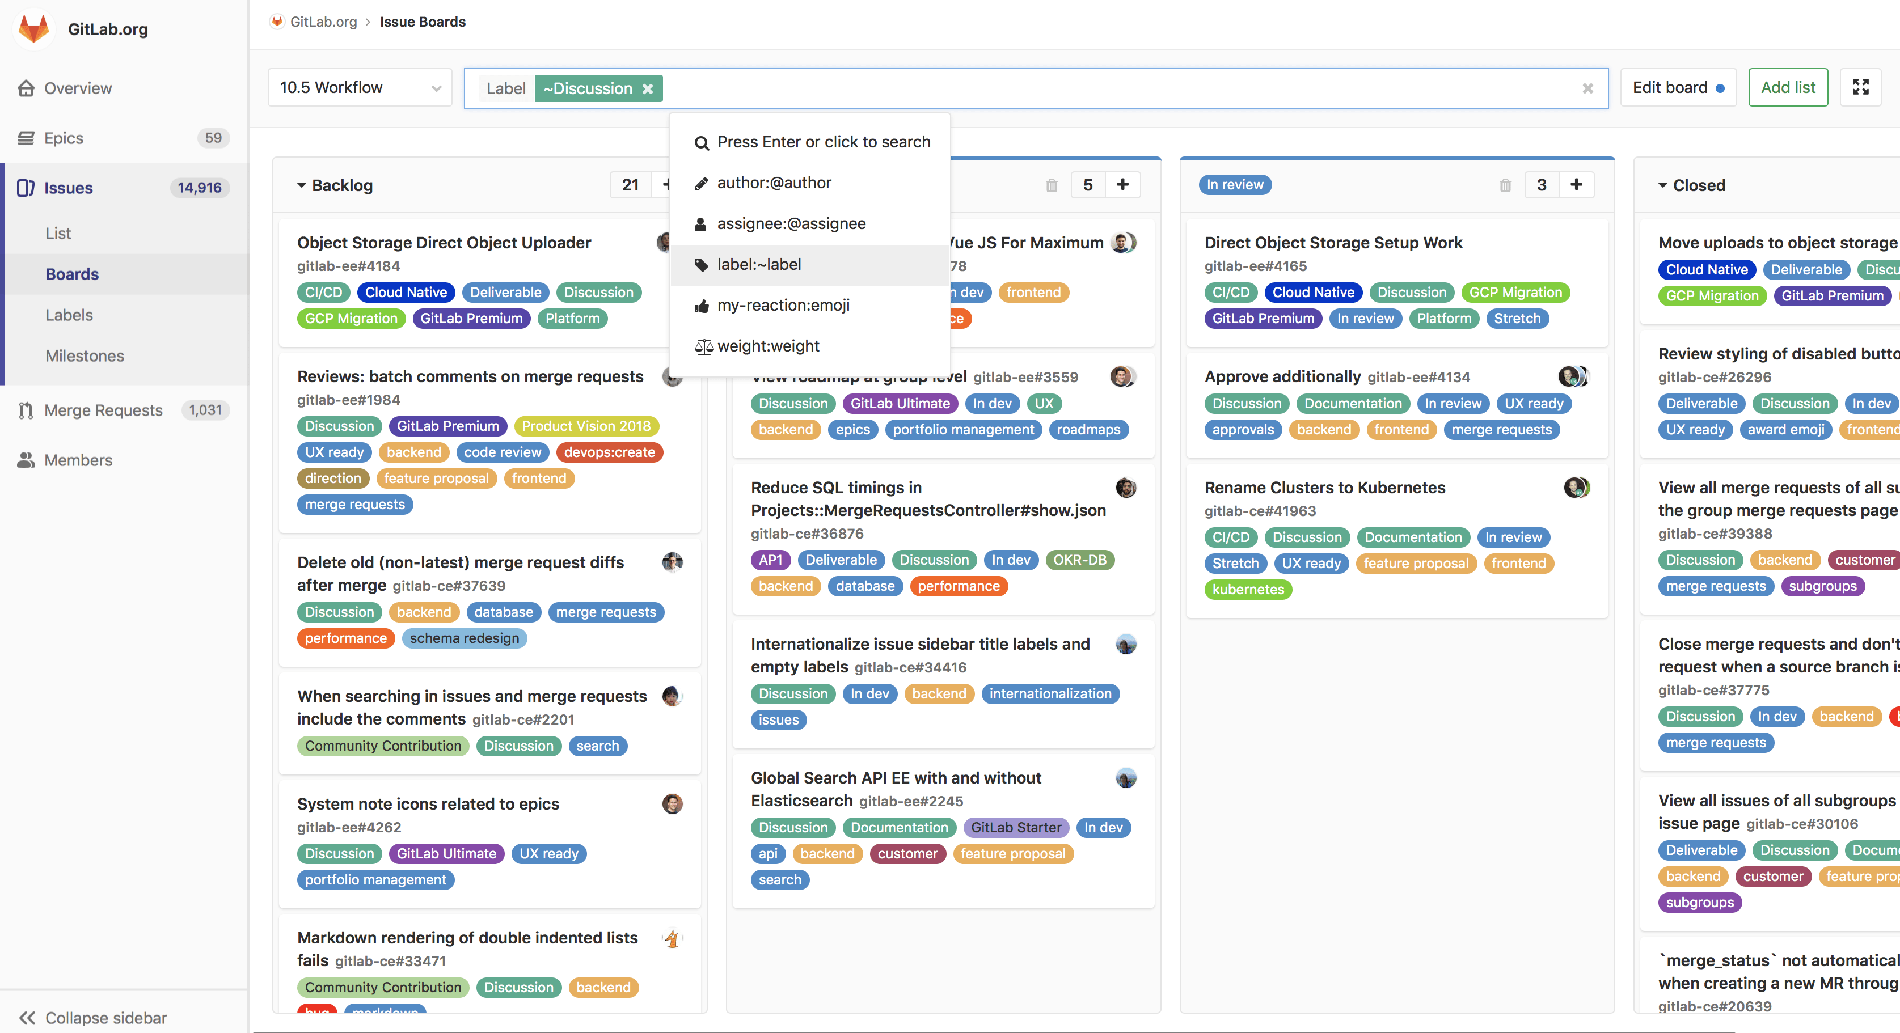 GitLab.org
Overview
Epics 59
Issues 14,916
List
Boards
Labels
Milestones
Merge Requests 1,031
Members
Collapse sidebar
GitLab.org > Issue Boards
10.5 Workflow
Label ~Discussion
Edit board
Add list
Press Enter or click to search
author:@author
assignee:@assignee
label:~label
my-reaction:emoji
weight:weight
Backlog 21
Object Storage Direct Object Uploader
gitlab-ee#4184
CI/CD Cloud Native Deliverable Discussion
GCP Migration GitLab Premium Platform
Reviews: batch comments on merge requests
gitlab-ee#1984
Discussion GitLab Premium Product Vision 2018
UX ready backend code review devops:create
direction feature proposal frontend
merge requests
Delete old (non-latest) merge request diffs
after merge gitlab-ce#37639
Discussion backend database merge requests
performance schema redesign
When searching in issues and merge requests
include the comments gitlab-ce#2201
Community Contribution Discussion search
System note icons related to epics
gitlab-ee#4262
Discussion GitLab Ultimate UX ready
portfolio management
Markdown rendering of double indented lists
fails gitlab-ce#33471
Community Contribution Discussion backend
bug markdown
5 +
Vue JS For Maximum
78
n dev frontend
ce
View roadmap at group level gitlab-ee#3559
Discussion GitLab Ultimate In dev UX
backend epics portfolio management roadmaps
Reduce SQL timings in
Projects::MergeRequestsController#show.json
gitlab-ce#36876
AP1 Deliverable Discussion In dev OKR-DB
backend database performance
Internationalize issue sidebar title labels and
empty labels gitlab-ce#34416
Discussion In dev backend internationalization
issues
Global Search API EE with and without
Elasticsearch gitlab-ee#2245
Discussion Documentation GitLab Starter In dev
api backend customer feature proposal
search
In review 3 +
Direct Object Storage Setup Work
gitlab-ee#4165
CI/CD Cloud Native Discussion GCP Migration
GitLab Premium In review Platform Stretch
Approve additionally gitlab-ee#4134
Discussion Documentation In review UX ready
approvals backend frontend merge requests
Rename Clusters to Kubernetes
gitlab-ce#41963
CI/CD Discussion Documentation In review
Stretch UX ready feature proposal frontend
kubernetes
Closed
Move uploads to object storage
Cloud Native Deliverable Discu
GCP Migration GitLab Premium
Review styling of disabled butto
gitlab-ce#26296
Deliverable Discussion In dev
UX ready award emoji frontend
View all merge requests of all su
the group merge requests page
gitlab-ce#39388
Discussion backend customer
merge requests subgroups
Close merge requests and don't
request when a source branch is
gitlab-ce#37775
Discussion In dev backend
merge requests
View all issues of all subgroups
issue page gitlab-ce#30106
Deliverable Discussion Docume
backend customer feature prop
subgroups
`merge_status` not automatical
when creating a new MR throug
gitlab-ce#20639